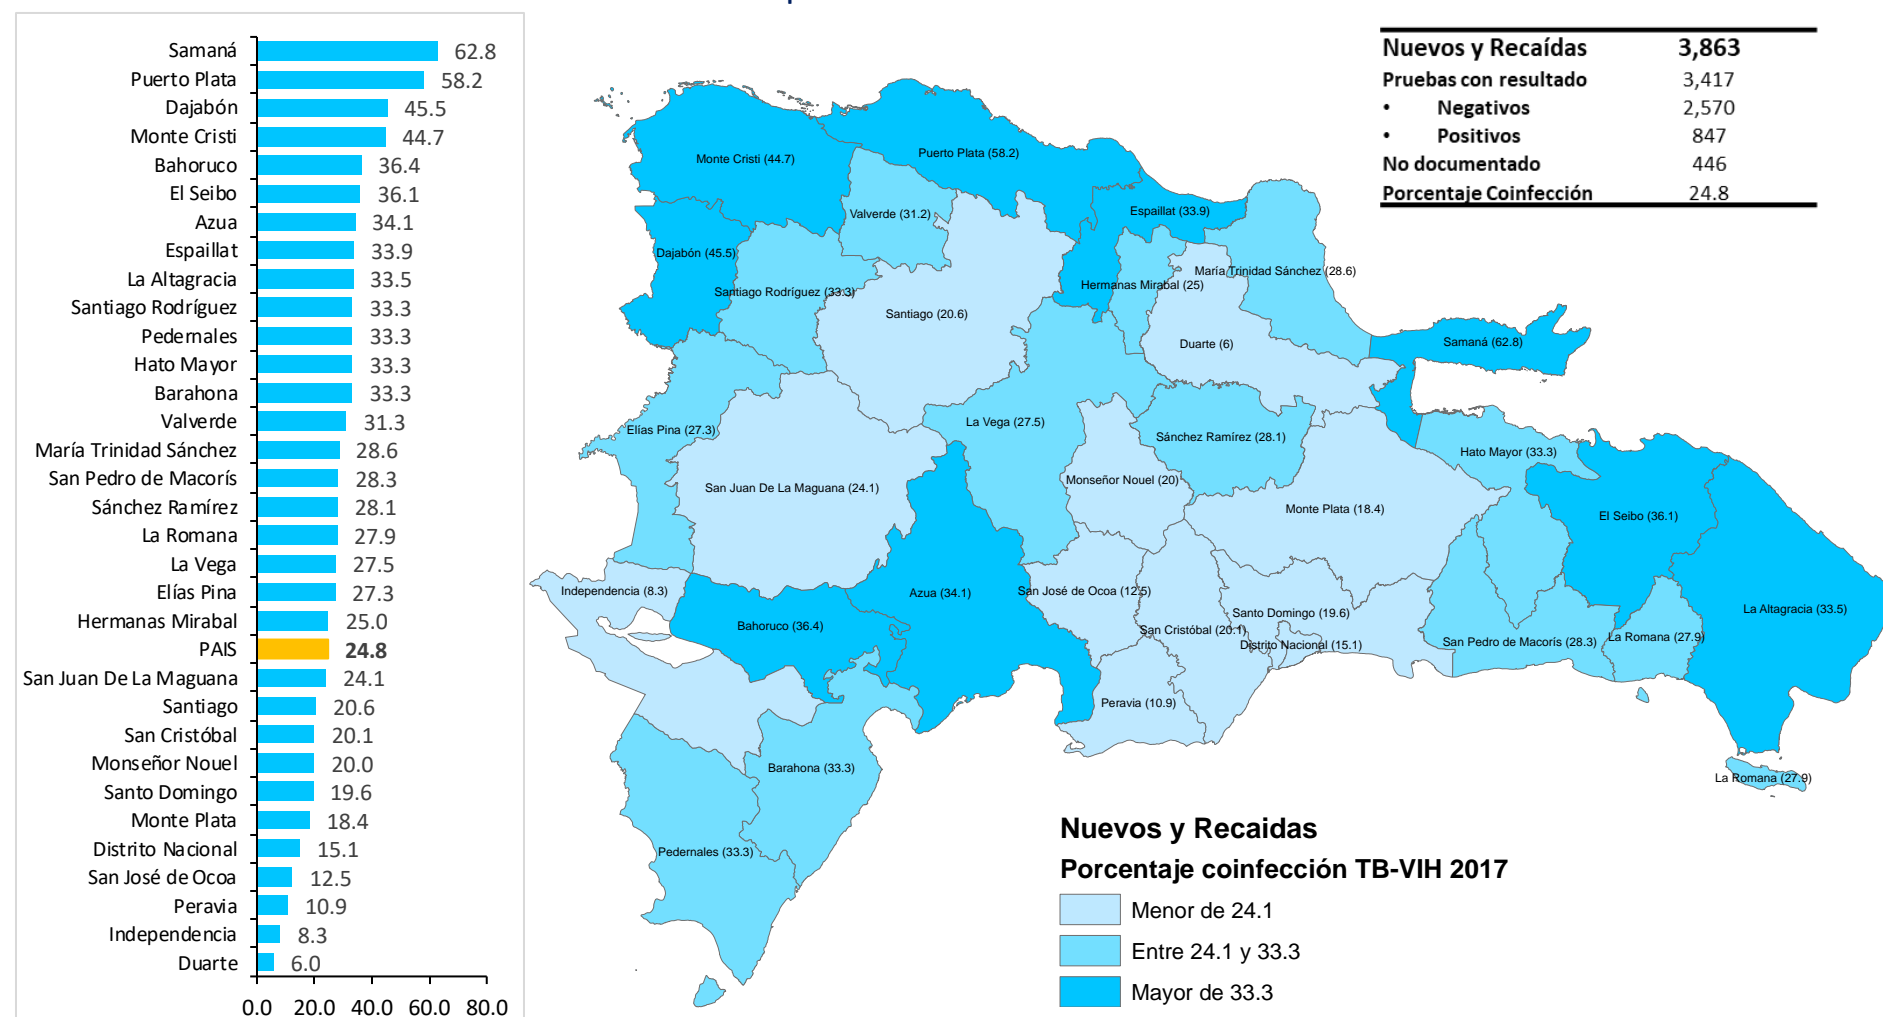 Samaná 62.8
Puerto Plata 58.2
Dajabón 45.5
Monte Cristi 44.7
Bahoruco 36.4
El Seibo 36.1
Azua 34.1
Espaillat 33.9
La Altagracia 33.5
Santiago Rodríguez 33.3
Pedernales 33.3
Hato Mayor 33.3
Barahona 33.3
Valverde 31.3
María Trinidad Sánchez 28.6
San Pedro de Macorís 28.3
Sánchez Ramírez 28.1
La Romana 27.9
La Vega 27.5
Elías Pina 27.3
Hermanas Mirabal 25.0
PAIS 24.8
San Juan De La Maguana 24.1
Santiago 20.6
San Cristóbal 20.1
Monseñor Nouel 20.0
Santo Domingo 19.6
Monte Plata 18.4
Distrito Nacional 15.1
San José de Ocoa 12.5
Peravia 10.9
Independencia 8.3
Duarte 6.0
0.0 20.0 40.0 60.0 80.0
Nuevos y Recaídas 3,863
Pruebas con resultado 3,417
• Negativos 2,570
• Positivos 847
No documentado 446
Porcentaje Coinfección 24.8
Monte Cristi (44.7)
Puerto Plata (58.2)
Valverde (31.2)
Espaillat (33.9)
Dajabón (45.5)
María Trinidad Sánchez (28.6)
Hermanas Mirabal (25)
Santiago Rodríguez (33.3)
Santiago (20.6)
Duarte (6)
Samaná (62.8)
La Vega (27.5)
Elías Pina (27.3)
Sánchez Ramírez (28.1)
Hato Mayor (33.3)
Monseñor Nouel (20)
San Juan De La Maguana (24.1)
Monte Plata (18.4)
El Seibo (36.1)
Independencia (8.3)
Azua (34.1)
San José de Ocoa (12.5)
La Altagracia (33.5)
Santo Domingo (19.6)
Bahoruco (36.4)
San Cristóbal (20.1)
La Romana (27.9)
San Pedro de Macorís (28.3)
Distrito Nacional (15.1)
Peravia (10.9)
Barahona (33.3)
La Romana (27.9)
Pedernales (33.3)
Nuevos y Recaidas
Porcentaje coinfección TB-VIH 2017
Menor de 24.1
Entre 24.1 y 33.3
Mayor de 33.3